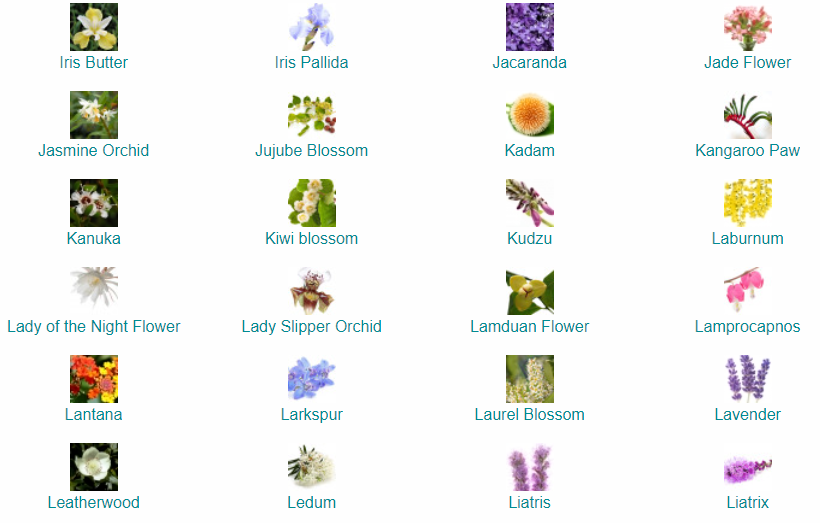 Iris Butter
Iris Pallida
Jacaranda
Jade Flower
Jasmine Orchid
Jujube Blossom
Kadam
Kangaroo Paw
Kanuka
Kiwi blossom
Kudzu
Laburnum
Lady of the Night Flower
Lady Slipper Orchid
Lamduan Flower
Lamprocapnos
Lantana
Larkspur
Laurel Blossom
Lavender
Leatherwood
Ledum
Liatris
Liatrix